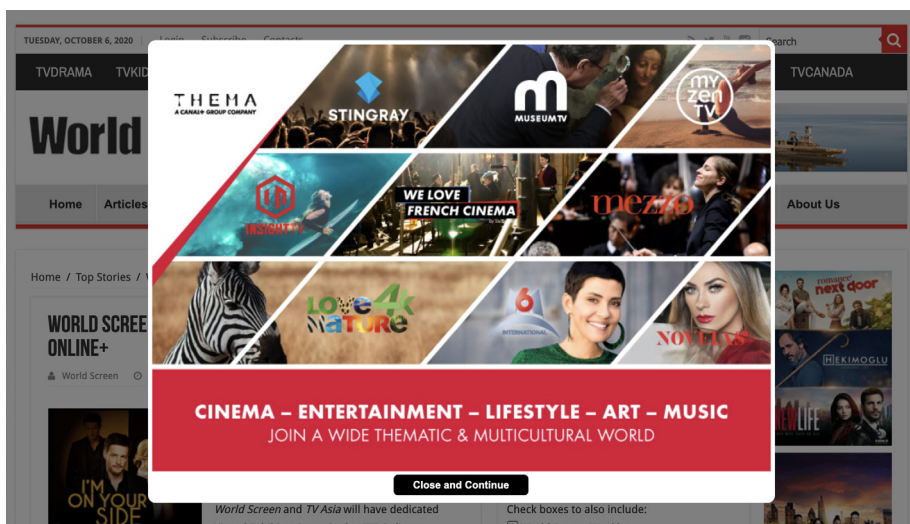 TUESDAY, OCTOBER 6, 2020
Login Subscribe Contacts
Search
TVDRAMA TVKID
TVCANADA
World
Home Articles
About Us
THEMA
A CANAL+ GROUP COMPANY
STINGRAY
m
MUSEUMTV
my
zen
TV
INSIGHTTV
WE LOVE
FRENCH CINEMA
mezzo
LOVE4K
NATURE
6
INTERNATIONAL
NOVELAS
CINEMA – ENTERTAINMENT – LIFESTYLE – ART – MUSIC
JOIN A WIDE THEMATIC & MULTICULTURAL WORLD
Close and Continue
Home / Top Stories /
WORLD SCREE
ONLINE+
World Screen
I'M
ON YOUR
SIDE
World Screen and TV Asia will have dedicated
Check boxes to also include:
romance
next door
HEKIMOGLU
NEW LIFE